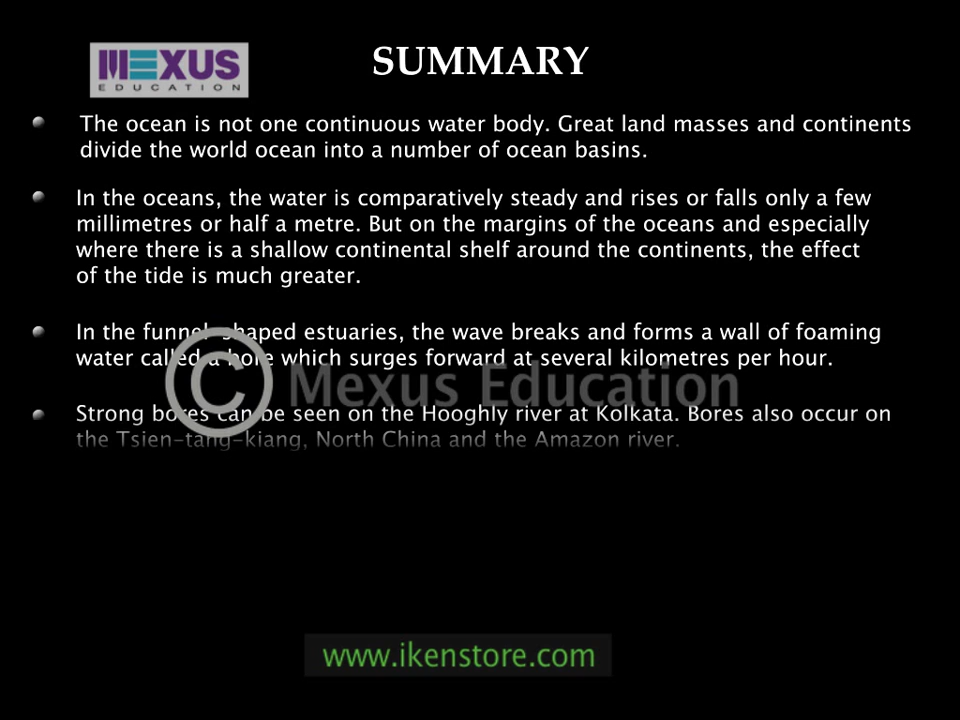 MEXUS
EDUCATION
SUMMARY
The ocean is not one continuous water body. Great land masses and continents
divide the world ocean into a number of ocean basins.
In the oceans, the water is comparatively steady and rises or falls only a few
millimetres or half a metre. But on the margins of the oceans and especially
where there is a shallow continental shelf around the continents, the effect
of the tide is much greater.
In the funnel-shaped estuaries, the wave breaks and forms a wall of foaming
water called a bore which surges forward at several kilometres per hour.
© Mexus Education
Strong bores can be seen on the Hooghly river at Kolkata. Bores also occur on
the Tsien-tang-kiang, North China and the Amazon river.
www.ikenstore.com